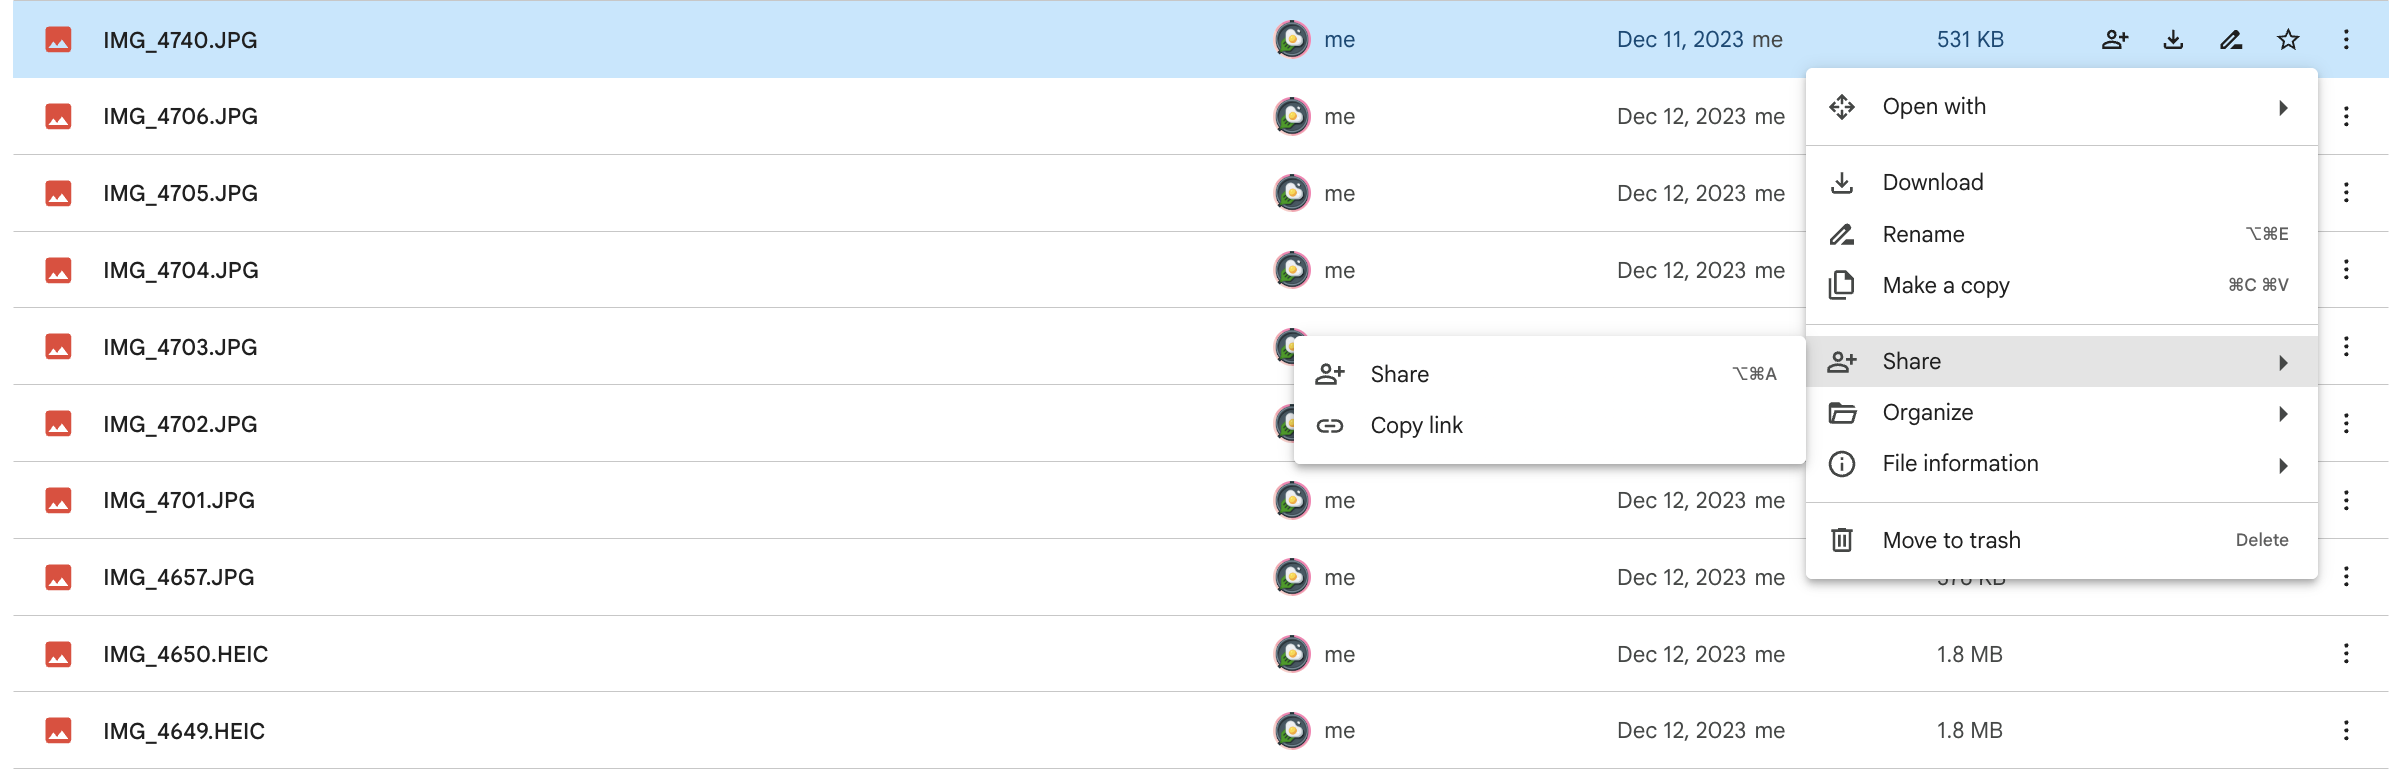 IMG_4740.JPG me Dec 11, 2023 me 531 KB
IMG_4706.JPG me Dec 12, 2023 me
IMG_4705.JPG me Dec 12, 2023 me
IMG_4704.JPG me Dec 12, 2023 me
IMG_4703.JPG
IMG_4702.JPG
IMG_4701.JPG me Dec 12, 2023 me
IMG_4657.JPG me Dec 12, 2023 me
IMG_4650.HEIC me Dec 12, 2023 me 1.8 MB
IMG_4649.HEIC me Dec 12, 2023 me 1.8 MB
Open with
Download
Rename ⌥⌘E
Make a copy ⌘C ⌘V
Share
Organize
File information
Move to trash Delete
Share ⌥⌘A
Copy link